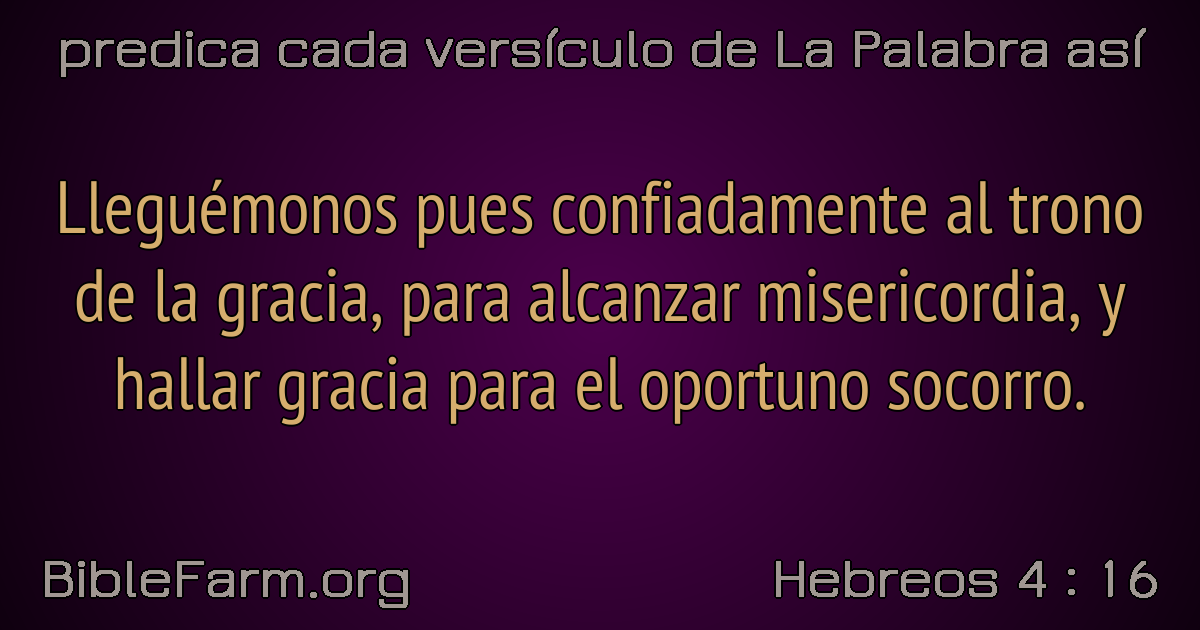 predica cada versículo de La Palabra así
Lleguémonos pues confiadamente al trono
de la gracia, para alcanzar misericordia, y
hallar gracia para el oportuno socorro.
BibleFarm.org
Hebreos 4 : 16